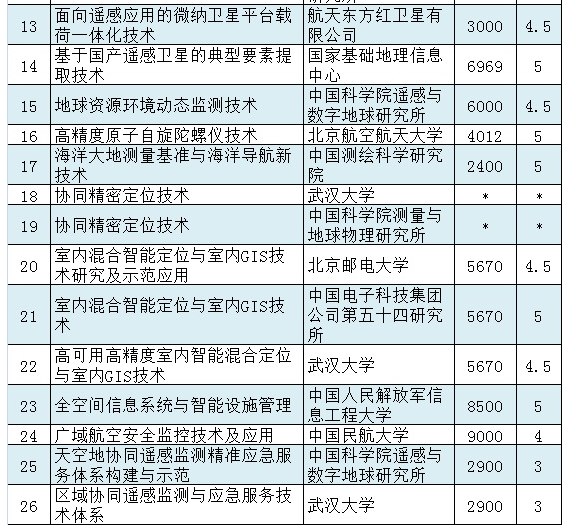 13 面向遥感应用的微纳卫星平台载荷一体化技术 航天东方红卫星有限公司 3000 4.5
14 基于国产遥感卫星的典型要素提取技术 国家基础地理信息中心 6969 5
15 地球资源环境动态监测技术 中国科学院遥感与数字地球研究所 6000 4.5
16 高精度原子自旋陀螺仪技术 北京航空航天大学 4012 5
17 海洋大地测量基准与海洋导航新技术 中国测绘科学研究院 2400 5
18 协同精密定位技术 武汉大学 * *
19 协同精密定位技术 中国科学院测量与地球物理研究所 * *
20 室内混合智能定位与室内GIS技术研究及示范应用 北京邮电大学 5670 4.5
21 室内混合智能定位与室内GIS技术 中国电子科技集团公司第五十四研究所 5670 5
22 高可用高精度室内智能混合定位与室内GIS技术 武汉大学 5670 4.5
23 全空间信息系统与智能设施管理 中国人民解放军信息工程大学 8500 5
24 广域航空安全监控技术及应用 中国民航大学 9000 4
25 天空地协同遥感监测精准应急服务体系构建与示范 中国科学院遥感与数字地球研究所 2900 3
26 区域协同遥感监测与应急服务技术体系 武汉大学 2900 3